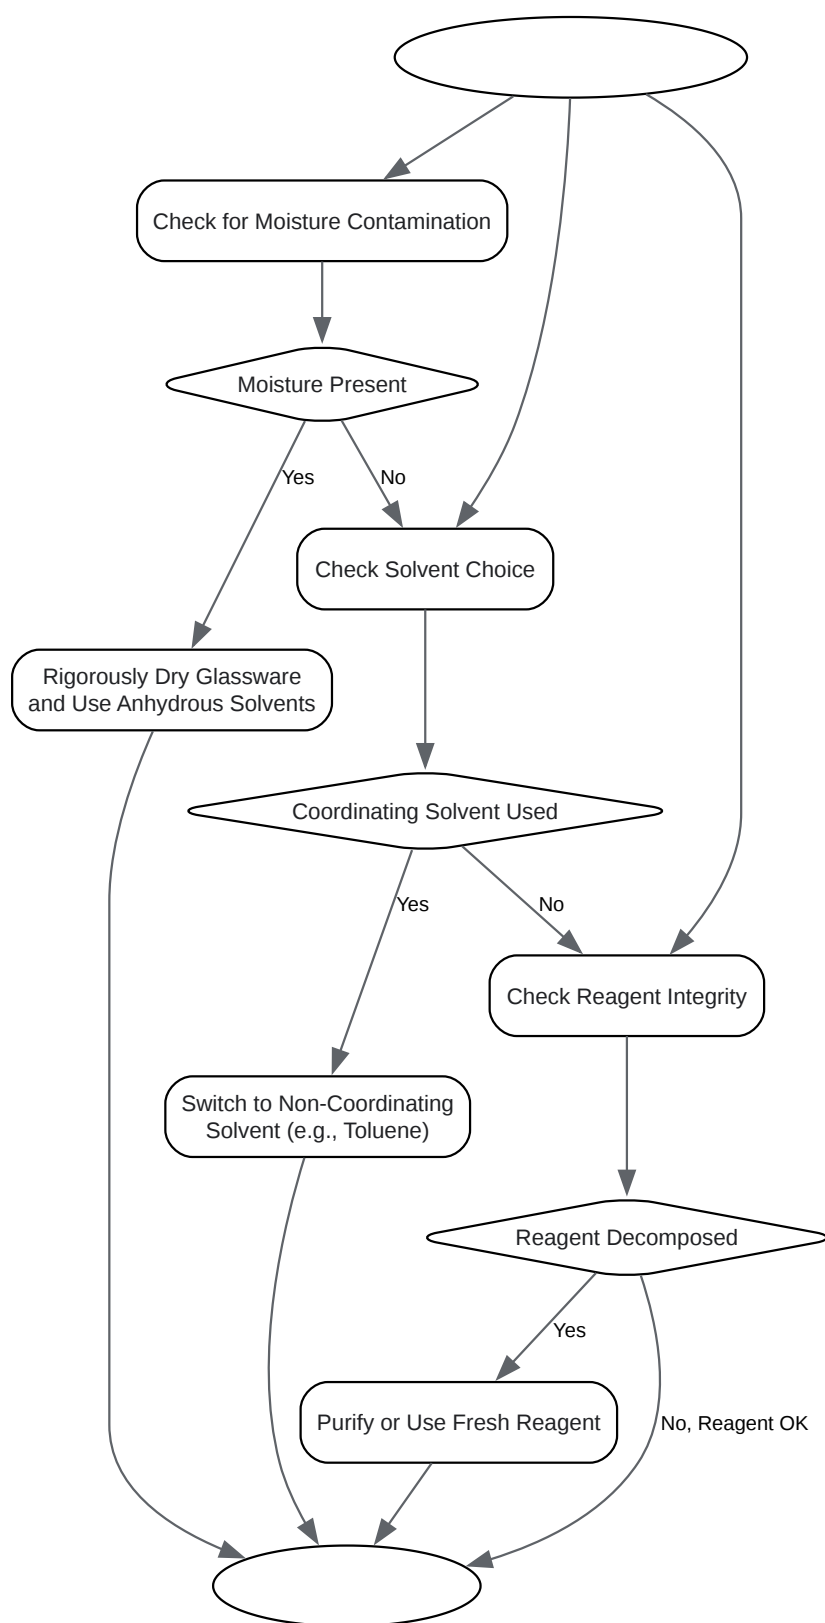 Check for Moisture Contamination
Moisture Present
Yes
No
Check Solvent Choice
Rigorously Dry Glassware
and Use Anhydrous Solvents
Coordinating Solvent Used
Yes
No
Check Reagent Integrity
Switch to Non-Coordinating
Solvent (e.g., Toluene)
Reagent Decomposed
Yes
Purify or Use Fresh Reagent
No, Reagent OK